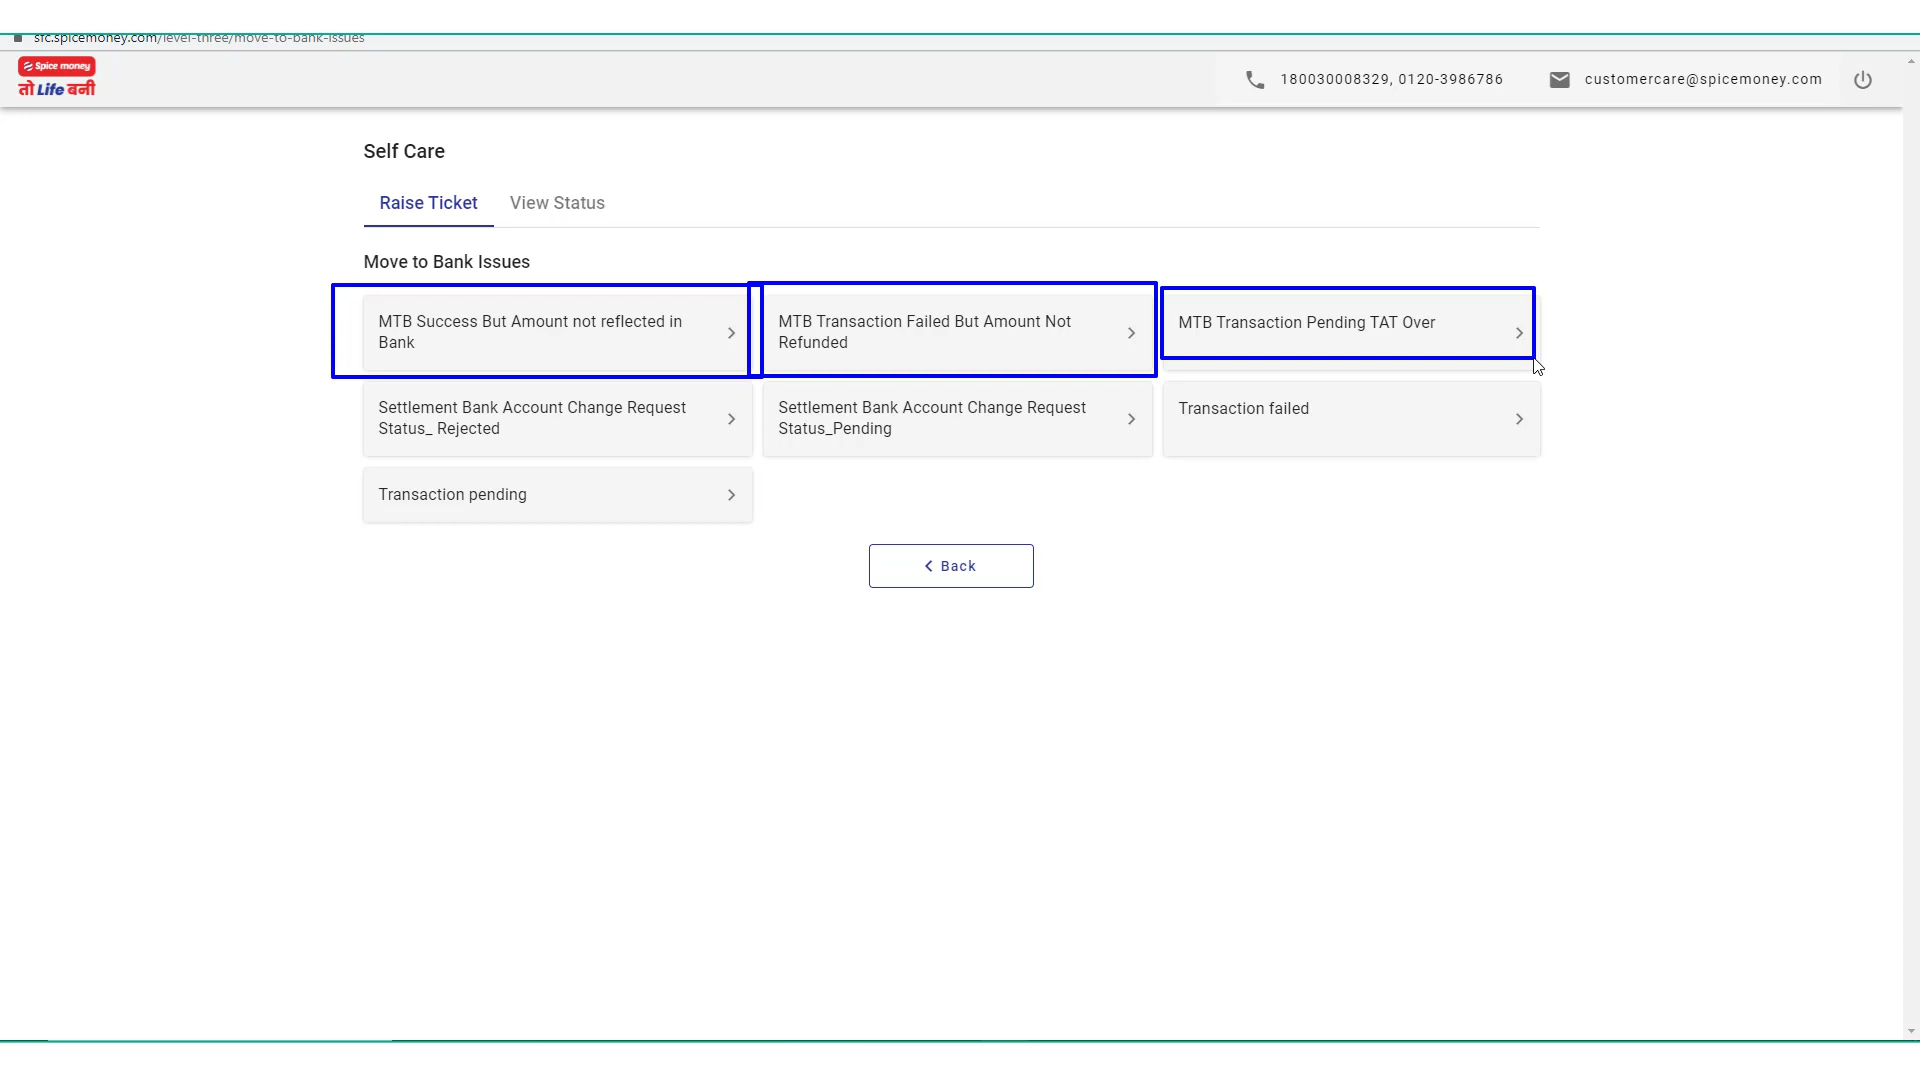 sfc.spicemoney.com/level-three/move-to-bank-issues
Spice money
तो Life बनी
180030008329, 0120-3986786
customercare@spicemoney.com
Self Care
Raise Ticket
View Status
Move to Bank Issues
MTB Success But Amount not reflected in
Bank
MTB Transaction Failed But Amount Not
Refunded
MTB Transaction Pending TAT Over
Settlement Bank Account Change Request
Status_ Rejected
Settlement Bank Account Change Request
Status_Pending
Transaction failed
Transaction pending
Back